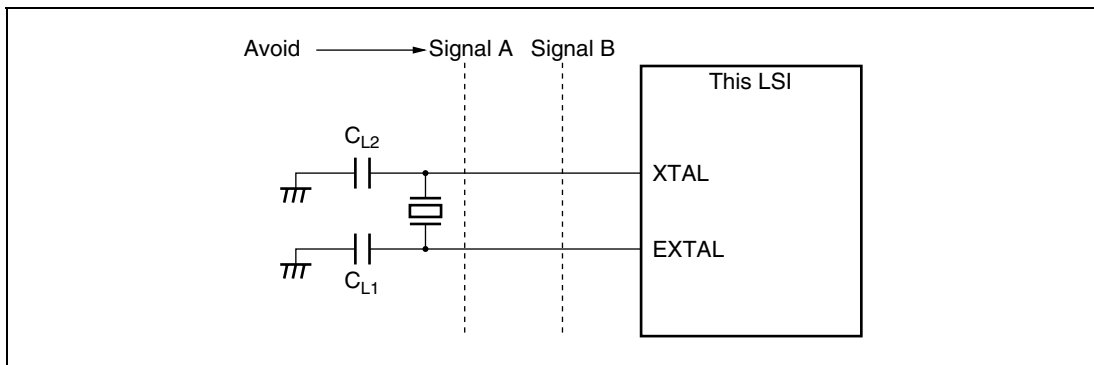 Avoid Signal A Signal B
This LSI
CL2
XTAL
EXTAL
CL1